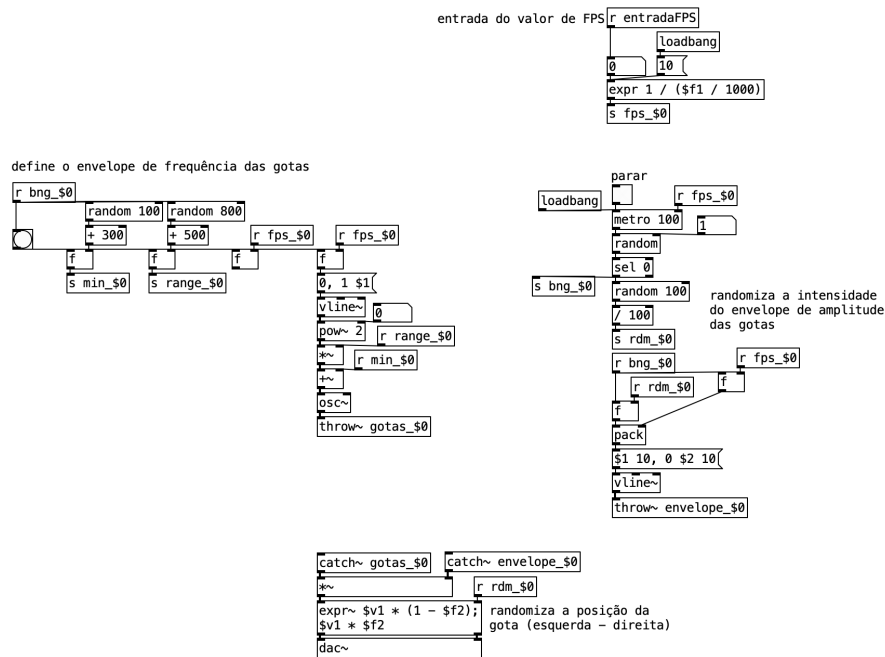 entrada do valor de FPS
r entradaFPS
loadbang
0
10
expr 1 / ($f1 / 1000)
s fps_$0
define o envelope de frequência das gotas
r bng_$0
random 100
random 800
+ 300
+ 500
r fps_$0
r fps_$0
f
f
f
f
s min_$0
s range_$0
0, 1 $1
vline~
0
pow~ 2
r range_$0
*~
r min_$0
+~
osc~
throw~ gotas_$0
parar
loadbang
r fps_$0
metro 100
1
random
sel 0
s bng_$0
random 100
/ 100
s rdm_$0
randomiza a intensidade
do envelope de amplitude
das gotas
r bng_$0
r fps_$0
r rdm_$0
f
f
pack
$1 10, 0 $2 10
vline~
throw~ envelope_$0
catch~ gotas_$0
catch~ envelope_$0
*~
r rdm_$0
expr~ $v1 * (1 - $f2);
$v1 * $f2
randomiza a posição da
gota (esquerda - direita)
dac~